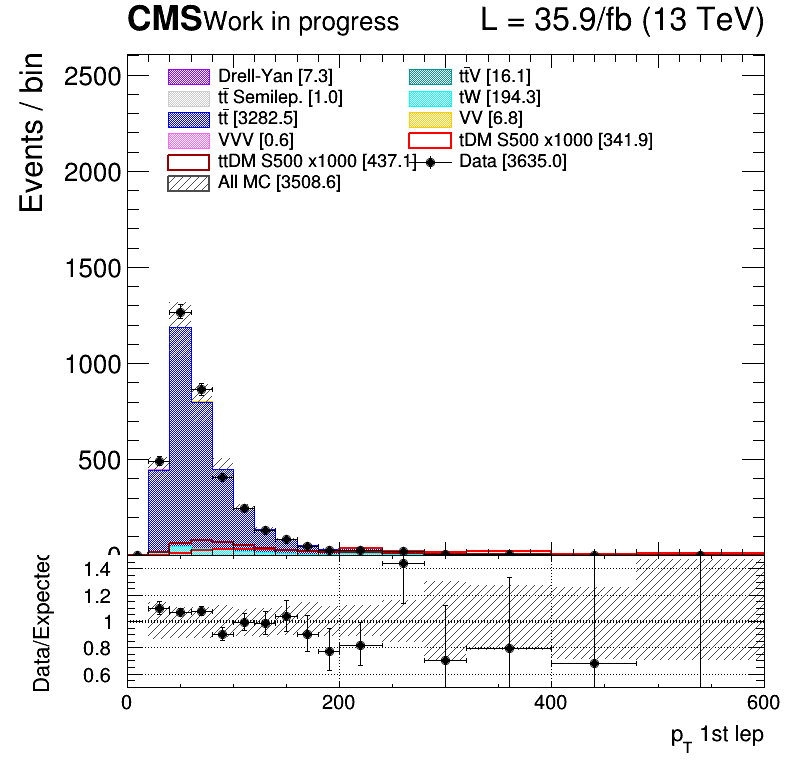 CMS Work in progress L = 35.9/fb (13 TeV)
Events / bin
2500
2000
1500
1000
500
0
Drell-Yan [7.3]
tt̄V [16.1]
tt̄ Semilep. [1.0]
tW [194.3]
tt̄ [3282.5]
VV [6.8]
VVV [0.6]
tDM S500 x1000 [341.9]
ttDM S500 x1000 [437.1]
Data [3635.0]
All MC [3508.6]
Data/Expected
1.4
1.2
1
0.8
0.6
0 200 400 600
p_T 1st lep